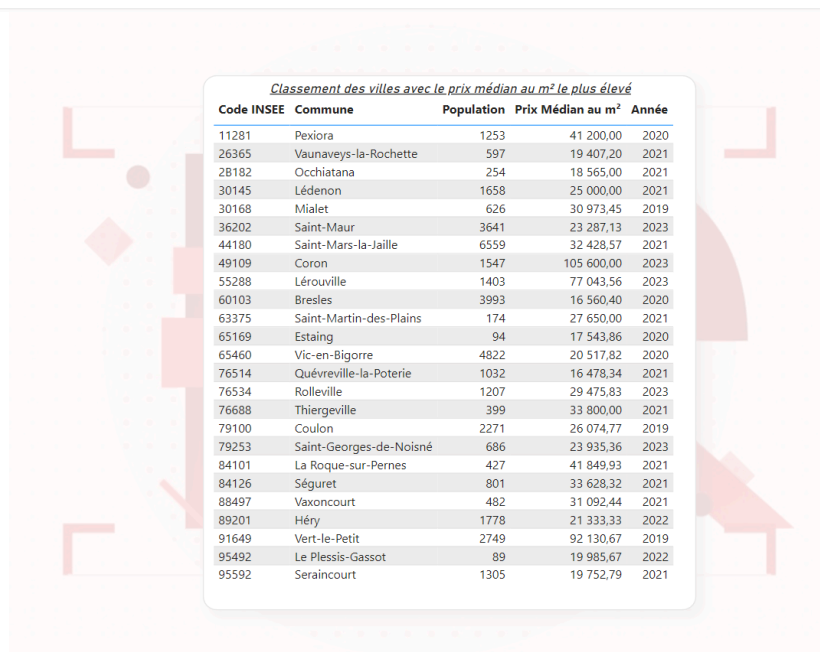 Classement des villes avec le prix médian au m² le plus élevé
Code INSEE Commune Population Prix Médian au m² Année
11281 Pexiora 1253 41 200,00 2020
26365 Vaunaveys-la-Rochette 597 19 407,20 2021
2B182 Occhiatana 254 18 565,00 2021
30145 Lédenon 1658 25 000,00 2021
30168 Mialet 626 30 973,45 2019
36202 Saint-Maur 3641 23 287,13 2023
44180 Saint-Mars-la-Jaille 6559 32 428,57 2021
49109 Coron 1547 105 600,00 2023
55288 Lérouville 1403 77 043,56 2023
60103 Bresles 3993 16 560,40 2020
63375 Saint-Martin-des-Plains 174 27 650,00 2021
65169 Estaing 94 17 543,86 2020
65460 Vic-en-Bigorre 4822 20 517,82 2020
76514 Quévreville-la-Poterie 1032 16 478,34 2021
76534 Rolleville 1207 29 475,83 2023
76688 Thiergeville 399 33 800,00 2021
79100 Coulon 2271 26 074,77 2019
79253 Saint-Georges-de-Noisné 686 23 935,36 2023
84101 La Roque-sur-Pernes 427 41 849,93 2021
84126 Séguret 801 33 628,32 2021
88497 Vaxoncourt 482 31 092,44 2021
89201 Héry 1778 21 333,33 2022
91649 Vert-le-Petit 2749 92 130,67 2019
95492 Le Plessis-Gassot 89 19 985,67 2022
95592 Seraincourt 1305 19 752,79 2021